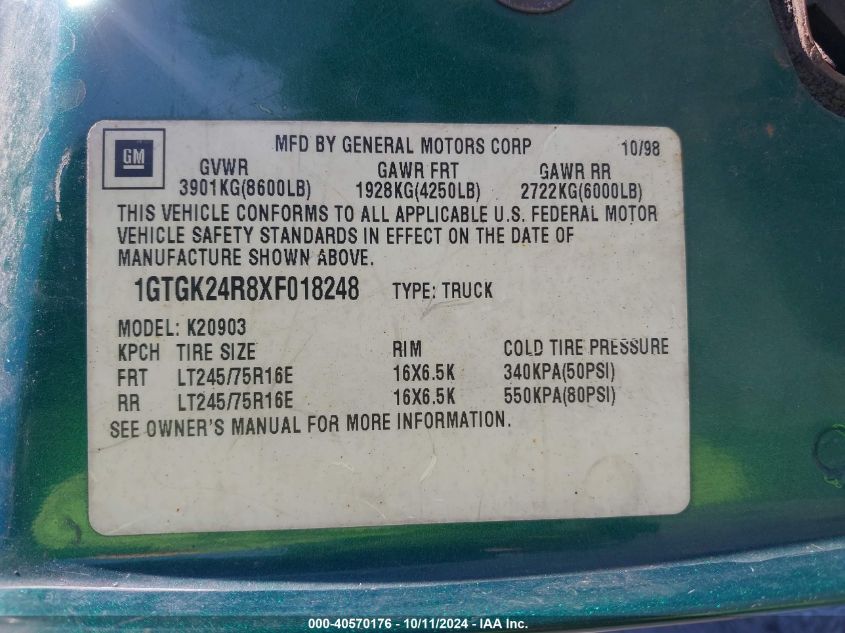 GM
MFD BY GENERAL MOTORS CORP 10/98
GVWR GAWR FRT GAWR RR
3901KG(8600LB) 1928KG(4250LB) 2722KG(6000LB)
THIS VEHICLE CONFORMS TO ALL APPLICABLE U.S. FEDERAL MOTOR
VEHICLE SAFETY STANDARDS IN EFFECT ON THE DATE OF
MANUFACTURE SHOWN ABOVE.
1GTGK24R8XF018248 TYPE: TRUCK
MODEL: K20903
KPCH TIRE SIZE RIM COLD TIRE PRESSURE
FRT LT245/75R16E 16X6.5K 340KPA(50PSI)
RR LT245/75R16E 16X6.5K 550KPA(80PSI)
SEE OWNER'S MANUAL FOR MORE INFORMATION.
000-40570176 - 10/11/2024 - IAA Inc.